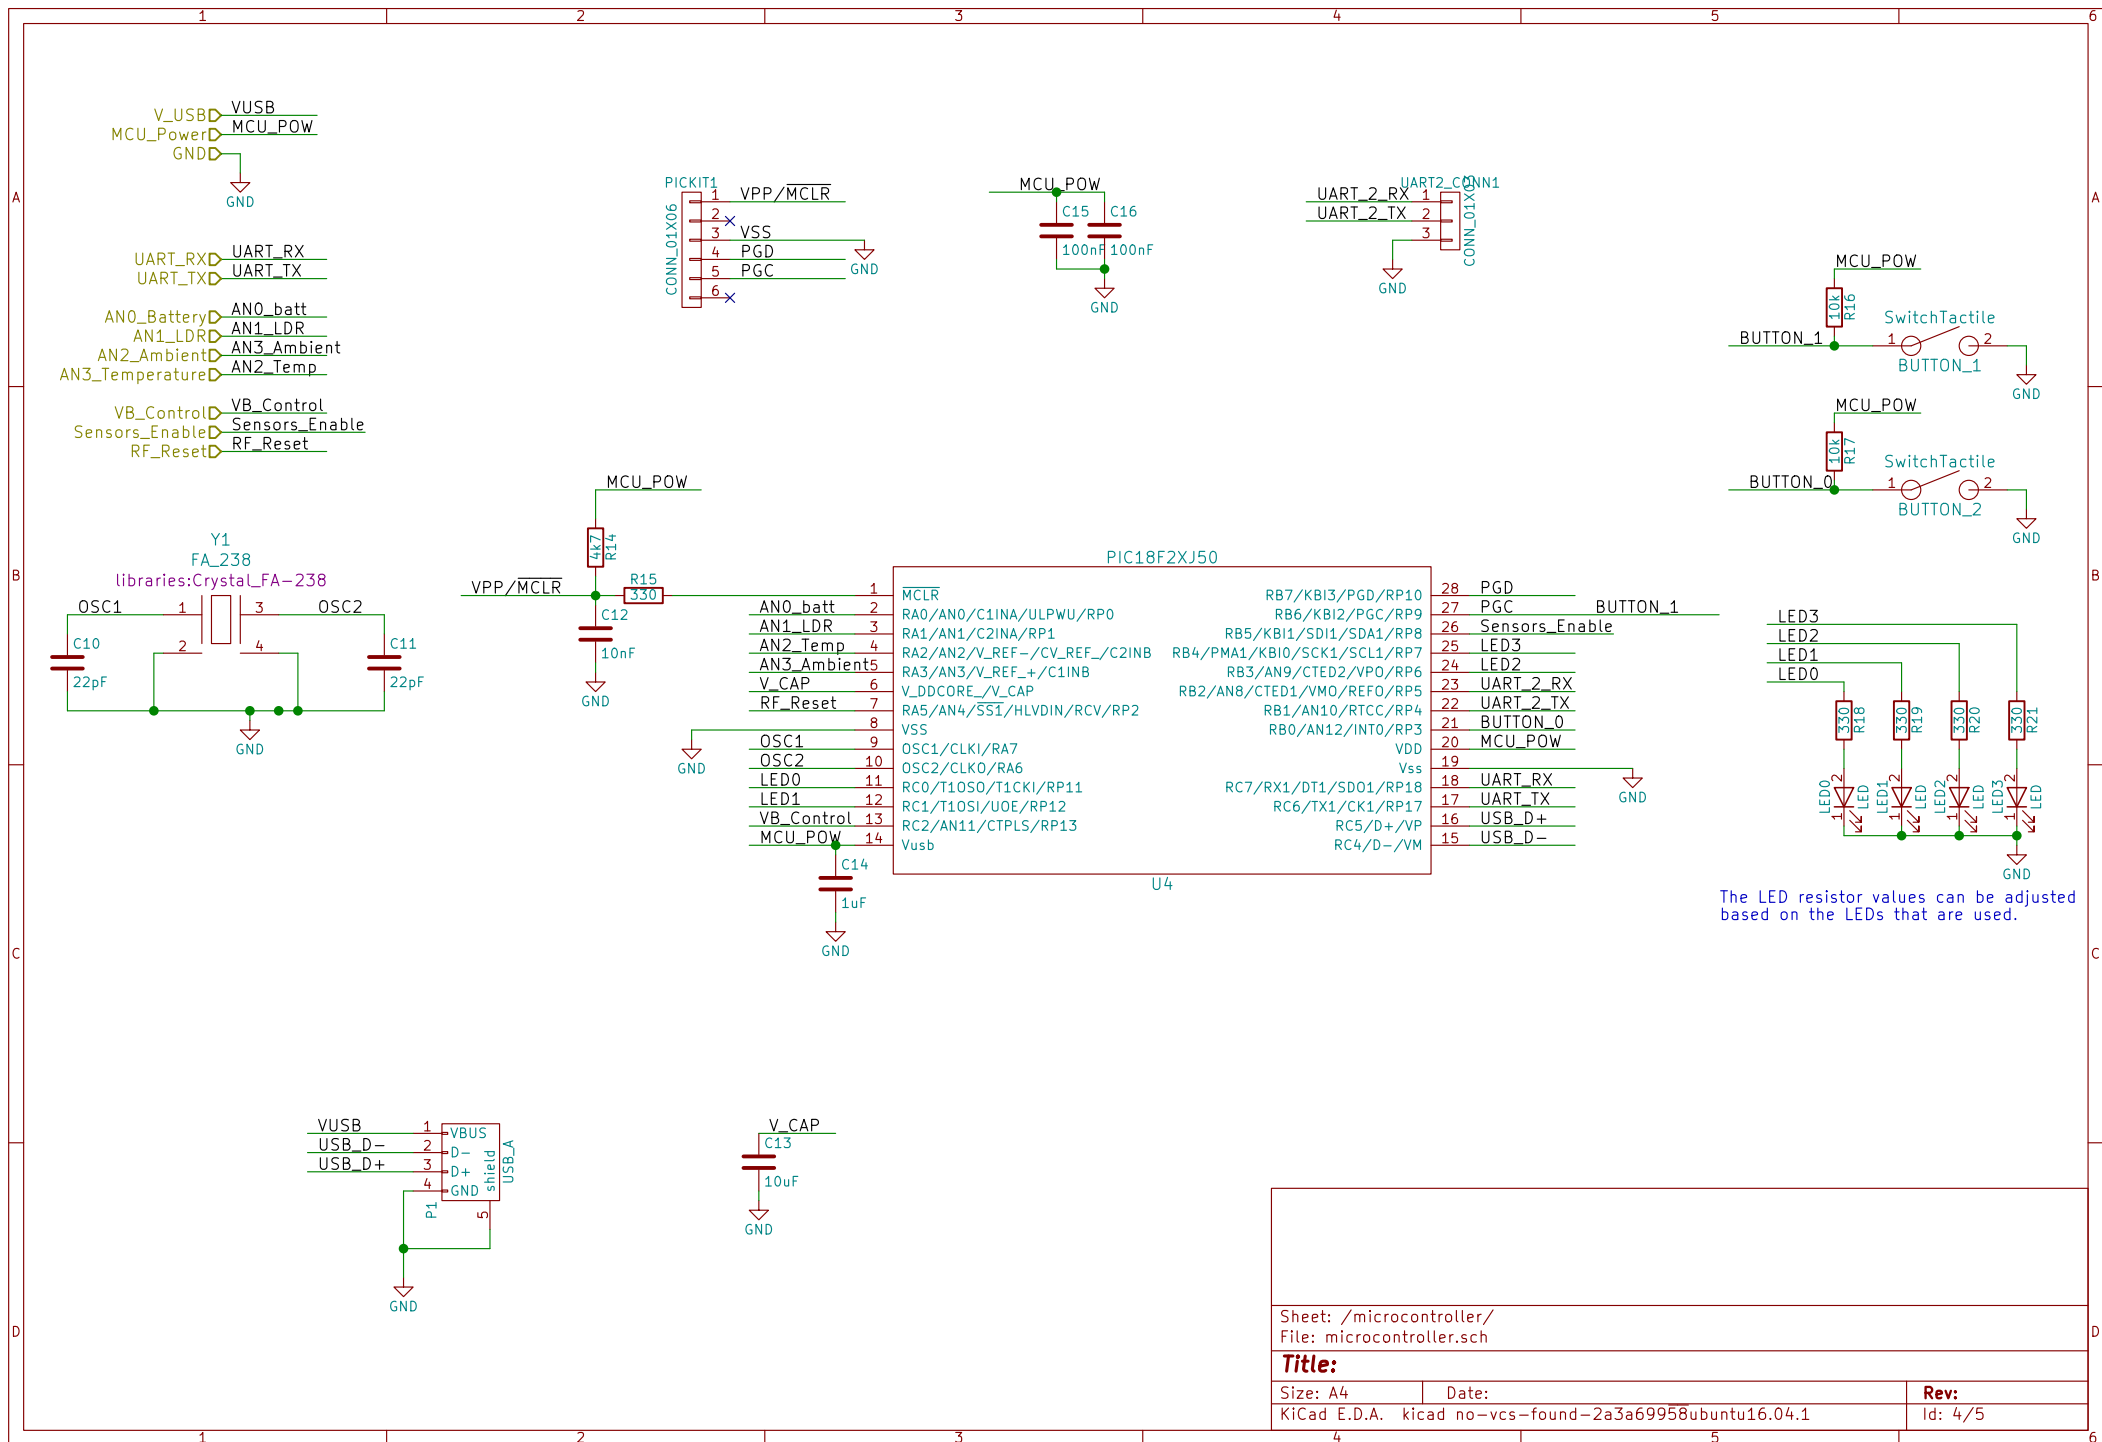 1 2 3 4 5 6
A A
B B
C C
D D
V_USB VUSB
MCU_Power MCU_POW
GND
GND
UART_RX UART_RX
UART_TX UART_TX
AN0_Battery AN0_batt
AN1_LDR AN1_LDR
AN2_Ambient AN3_Ambient
AN3_Temperature AN2_Temp
VB_Control VB_Control
Sensors_Enable Sensors_Enable
RF_Reset RF_Reset
PICKIT1
CONN_01X06
1 VPP/MCLR
2
3 VSS
4 PGD
5 PGC
6
GND
MCU_POW
C15 C16
100nF 100nF
GND
UART2_CONN1
UART_2_RX 1
UART_2_TX 2
3
CONN_01X03
GND
MCU_POW
10k R16
SwitchTactile
BUTTON_1 1 2
BUTTON_1
GND
MCU_POW
10k R17
SwitchTactile
BUTTON_0 1 2
BUTTON_2
GND
Y1
FA_238
libraries:Crystal_FA-238
OSC1 1 3 OSC2
2 4
C10 C11
22pF 22pF
GND
MCU_POW
4k7 R14
VPP/MCLR
R15
330
C12
10nF
GND
PIC18F2XJ50
1 MCLR
AN0_batt 2 RA0/AN0/C1INA/ULPWU/RP0
AN1_LDR 3 RA1/AN1/C2INA/RP1
AN2_Temp 4 RA2/AN2/V_REF-/CV_REF_/C2INB
AN3_Ambient 5 RA3/AN3/V_REF_+/C1INB
V_CAP 6 V_DDCORE_/V_CAP
RF_Reset 7 RA5/AN4/SS1/HLVDIN/RCV/RP2
8 VSS
GND
OSC1 9 OSC1/CLKI/RA7
OSC2 10 OSC2/CLKO/RA6
LED0 11 RC0/T1OSO/T1CKI/RP11
LED1 12 RC1/T1OSI/UOE/RP12
VB_Control 13 RC2/AN11/CTPLS/RP13
MCU_POW 14 Vusb
RB7/KBI3/PGD/RP10 28 PGD
RB6/KBI2/PGC/RP9 27 PGC BUTTON_1
RB5/KBI1/SDI1/SDA1/RP8 26 Sensors_Enable
RB4/PMA1/KBI0/SCK1/SCL1/RP7 25 LED3
RB3/AN9/CTED2/VPO/RP6 24 LED2
RB2/AN8/CTED1/VMO/REFO/RP5 23 UART_2_RX
RB1/AN10/RTCC/RP4 22 UART_2_TX
RB0/AN12/INT0/RP3 21 BUTTON_0
VDD 20 MCU_POW
Vss 19
GND
RC7/RX1/DT1/SDO1/RP18 18 UART_RX
RC6/TX1/CK1/RP17 17 UART_TX
RC5/D+/VP 16 USB_D+
RC4/D-/VM 15 USB_D-
U4
C14
1uF
GND
LED3
LED2
LED1
LED0
330 R18 330 R19 330 R20 330 R21
LED0 2 1 LED
LED1 2 1 LED
LED2 2 1 LED
LED3 2 1 LED
GND
The LED resistor values can be adjusted
based on the LEDs that are used.
VUSB 1 VBUS
USB_D- 2 D-
USB_D+ 3 D+
4 GND
shield
USB_A
P1
5
GND
V_CAP
C13
10uF
GND
Sheet: /microcontroller/
File: microcontroller.sch
Title:
Size: A4 Date: Rev:
KiCad E.D.A. kicad no-vcs-found-2a3a69958ubuntu16.04.1 Id: 4/5
1 2 3 4 5 6